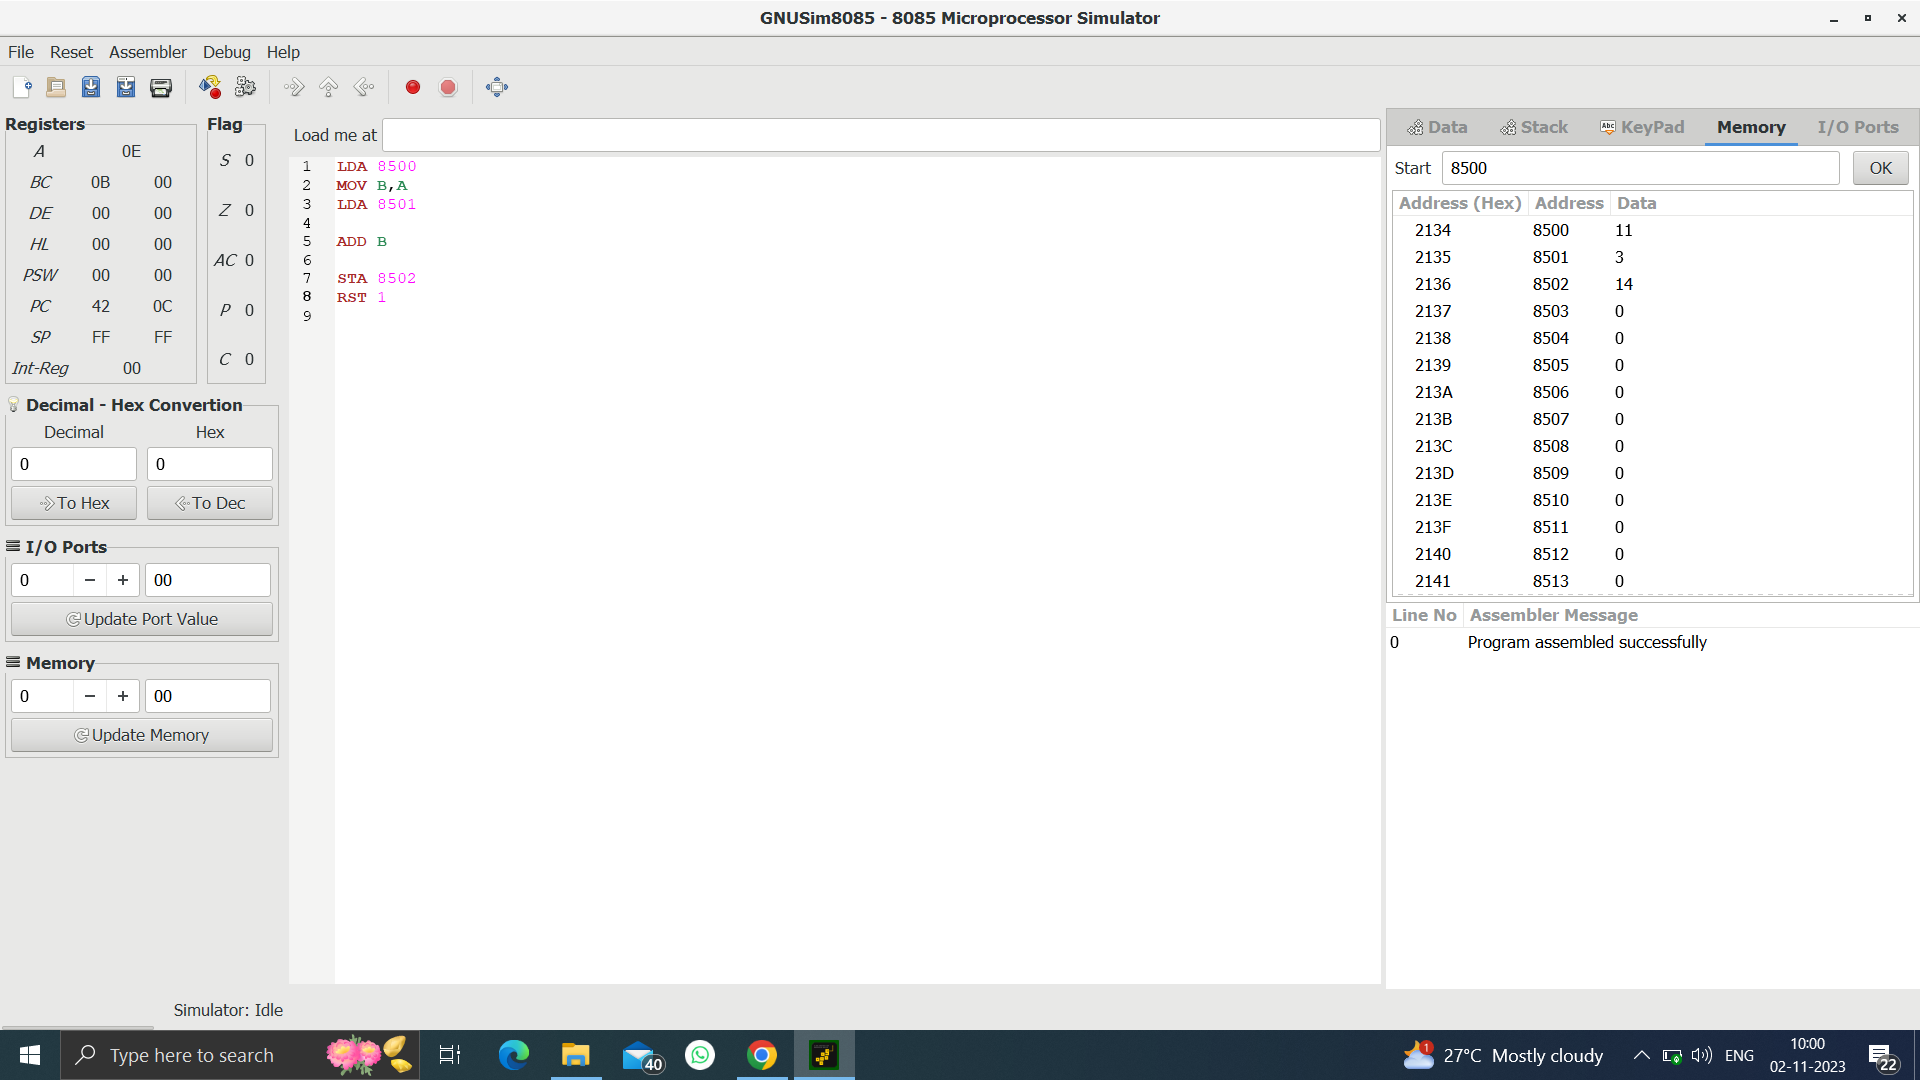 GNUSim8085 - 8085 Microprocessor Simulator
File Reset Assembler Debug Help
Registers
A 0E
BC 0B 00
DE 00 00
HL 00 00
PSW 00 00
PC 42 0C
SP FF FF
Int-Reg 00
Flag
S 0
Z 0
AC 0
P 0
C 0
Decimal - Hex Convertion
Decimal Hex
0 0
To Hex To Dec
I/O Ports
0 − + 00
Update Port Value
Memory
0 − + 00
Update Memory
Load me at
1 LDA 8500
2 MOV B,A
3 LDA 8501
4
5 ADD B
6
7 STA 8502
8 RST 1
9
Data Stack Abc KeyPad Memory I/O Ports
Start 8500 OK
Address (Hex) Address Data
2134 8500 11
2135 8501 3
2136 8502 14
2137 8503 0
2138 8504 0
2139 8505 0
213A 8506 0
213B 8507 0
213C 8508 0
213D 8509 0
213E 8510 0
213F 8511 0
2140 8512 0
2141 8513 0
Line No Assembler Message
0 Program assembled successfully
Simulator: Idle
Type here to search
40
1
27°C Mostly cloudy
ENG
10:00
02-11-2023
22